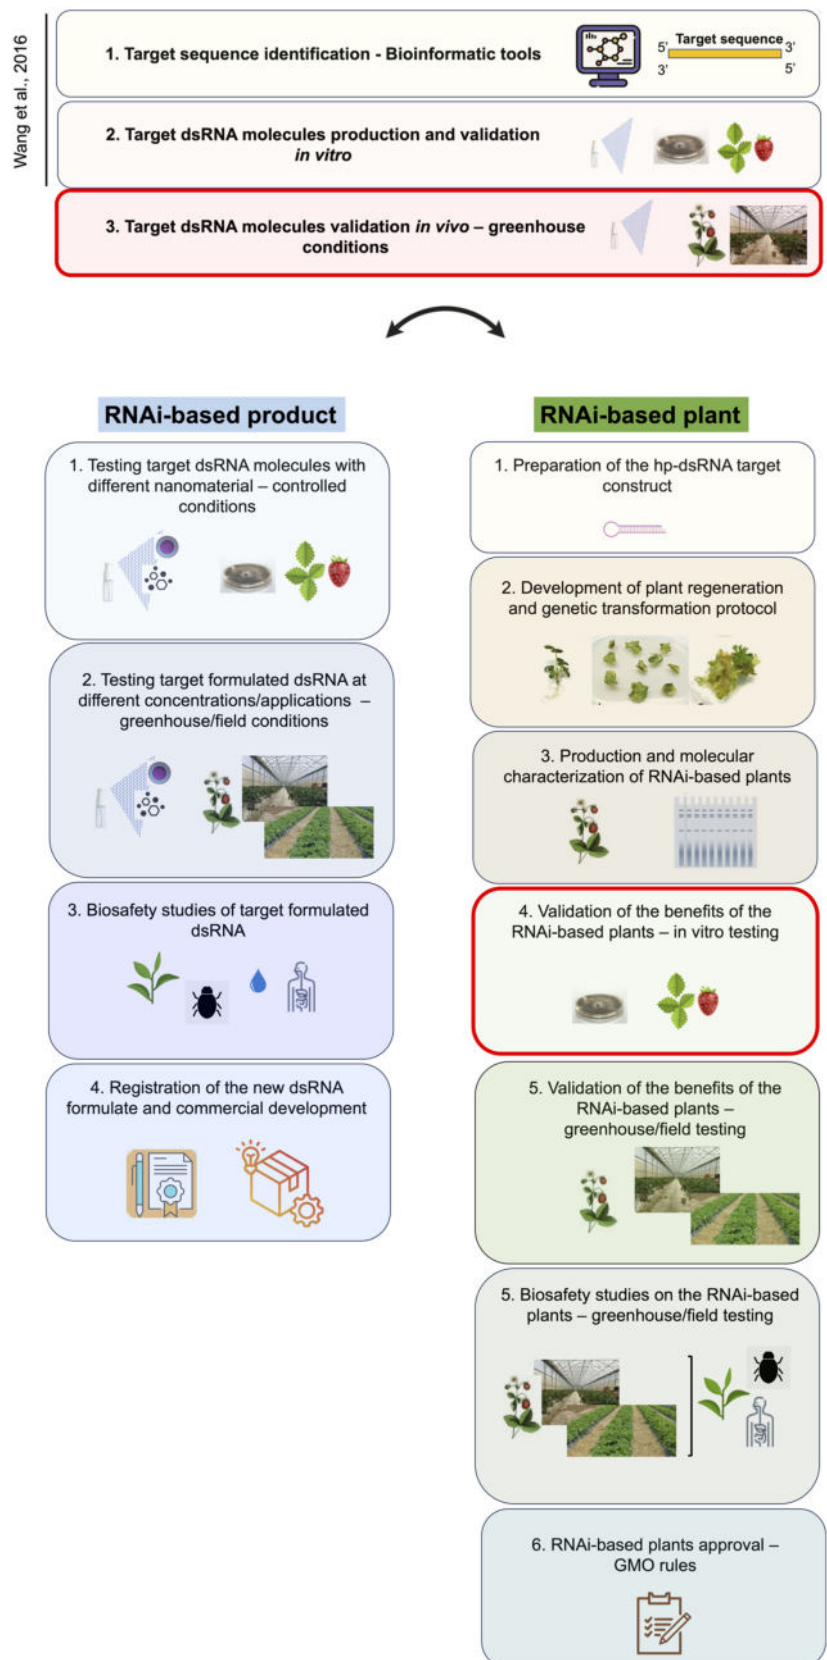 Wang et al., 2016
1. Target sequence identification - Bioinformatic tools
5' Target sequence 3'
3' 5'
2. Target dsRNA molecules production and validation
in vitro
3. Target dsRNA molecules validation in vivo – greenhouse
conditions
RNAi-based product
1. Testing target dsRNA molecules with
different nanomaterial – controlled
conditions
2. Testing target formulated dsRNA at
different concentrations/applications –
greenhouse/field conditions
3. Biosafety studies of target formulated
dsRNA
4. Registration of the new dsRNA
formulate and commercial development
RNAi-based plant
1. Preparation of the hp-dsRNA target
construct
2. Development of plant regeneration
and genetic transformation protocol
3. Production and molecular
characterization of RNAi-based plants
4. Validation of the benefits of the
RNAi-based plants – in vitro testing
5. Validation of the benefits of the
RNAi-based plants –
greenhouse/field testing
5. Biosafety studies on the RNAi-based
plants – greenhouse/field testing
6. RNAi-based plants approval –
GMO rules